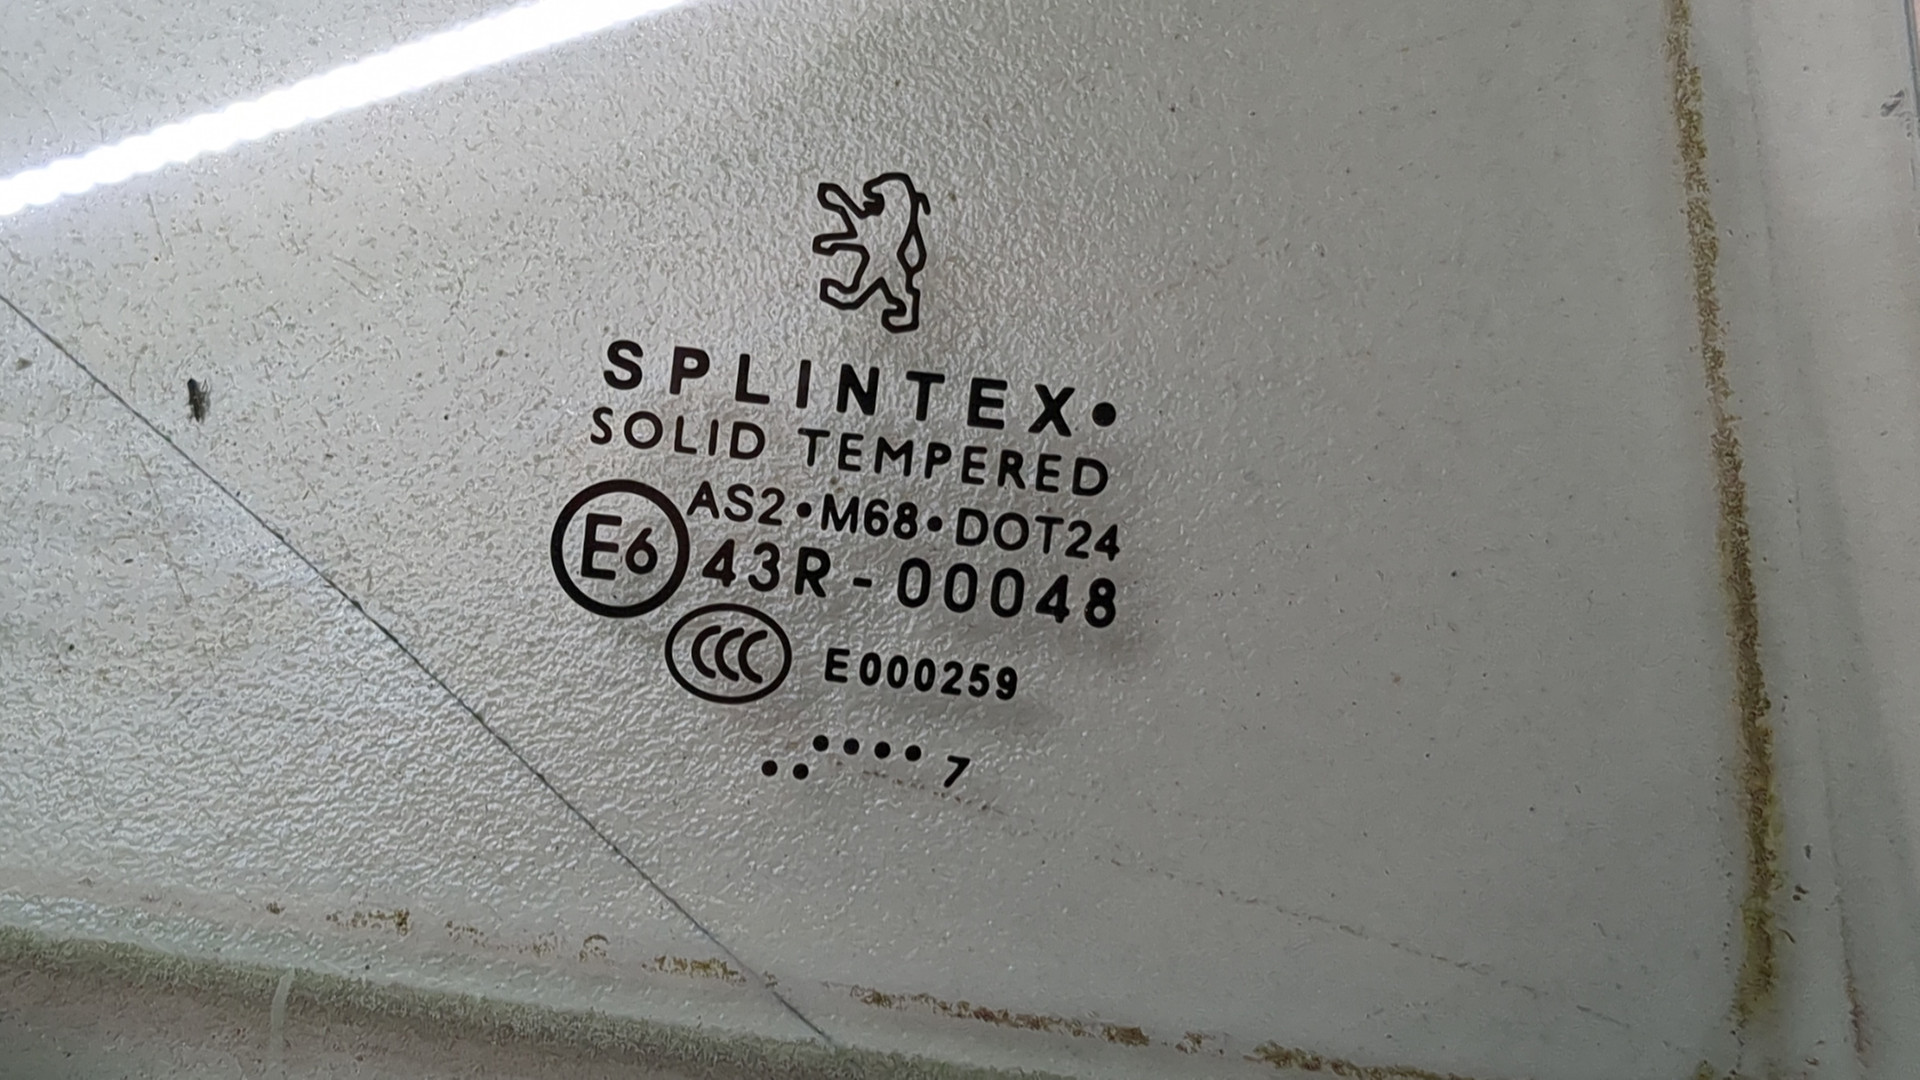 SPLINTEX•
SOLID TEMPERED
AS2•M68•DOT24
E6 43R-00048
CCC E000259
•• •••• 7